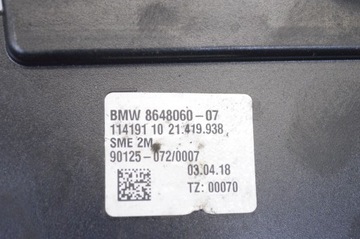 BMW 8648060-07
114191 10 21.419.938
SME 2M
90125-072/0007
03.04.18
TZ: 00070